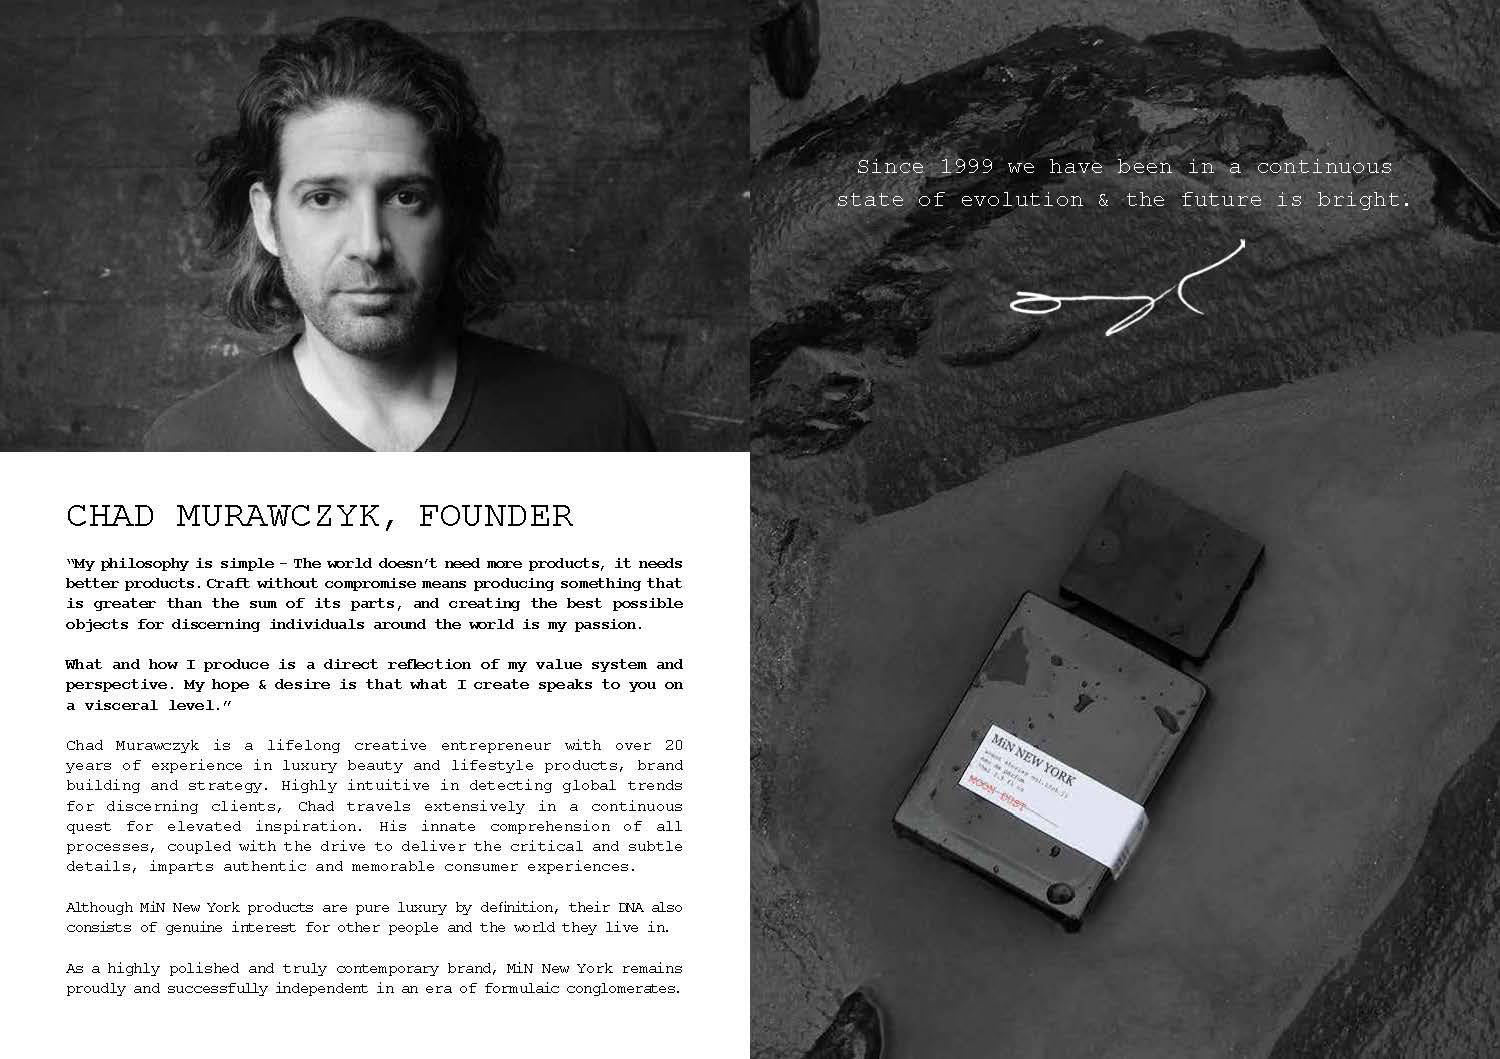 CHAD MURAWCZYK, FOUNDER
“My philosophy is simple - The world doesn’t need more products, it needs
better products. Craft without compromise means producing something that
is greater than the sum of its parts, and creating the best possible
objects for discerning individuals around the world is my passion.
What and how I produce is a direct reflection of my value system and
perspective. My hope & desire is that what I create speaks to you on
a visceral level.”
Chad Murawczyk is a lifelong creative entrepreneur with over 20
years of experience in luxury beauty and lifestyle products, brand
building and strategy. Highly intuitive in detecting global trends
for discerning clients, Chad travels extensively in a continuous
quest for elevated inspiration. His innate comprehension of all
processes, coupled with the drive to deliver the critical and subtle
details, imparts authentic and memorable consumer experiences.
Although MiN New York products are pure luxury by definition, their DNA also
consists of genuine interest for other people and the world they live in.
As a highly polished and truly contemporary brand, MiN New York remains
proudly and successfully independent in an era of formulaic conglomerates.
Since 1999 we have been in a continuous
state of evolution & the future is bright.
MiN NEW YORK
eau de parfum
MOON DUST